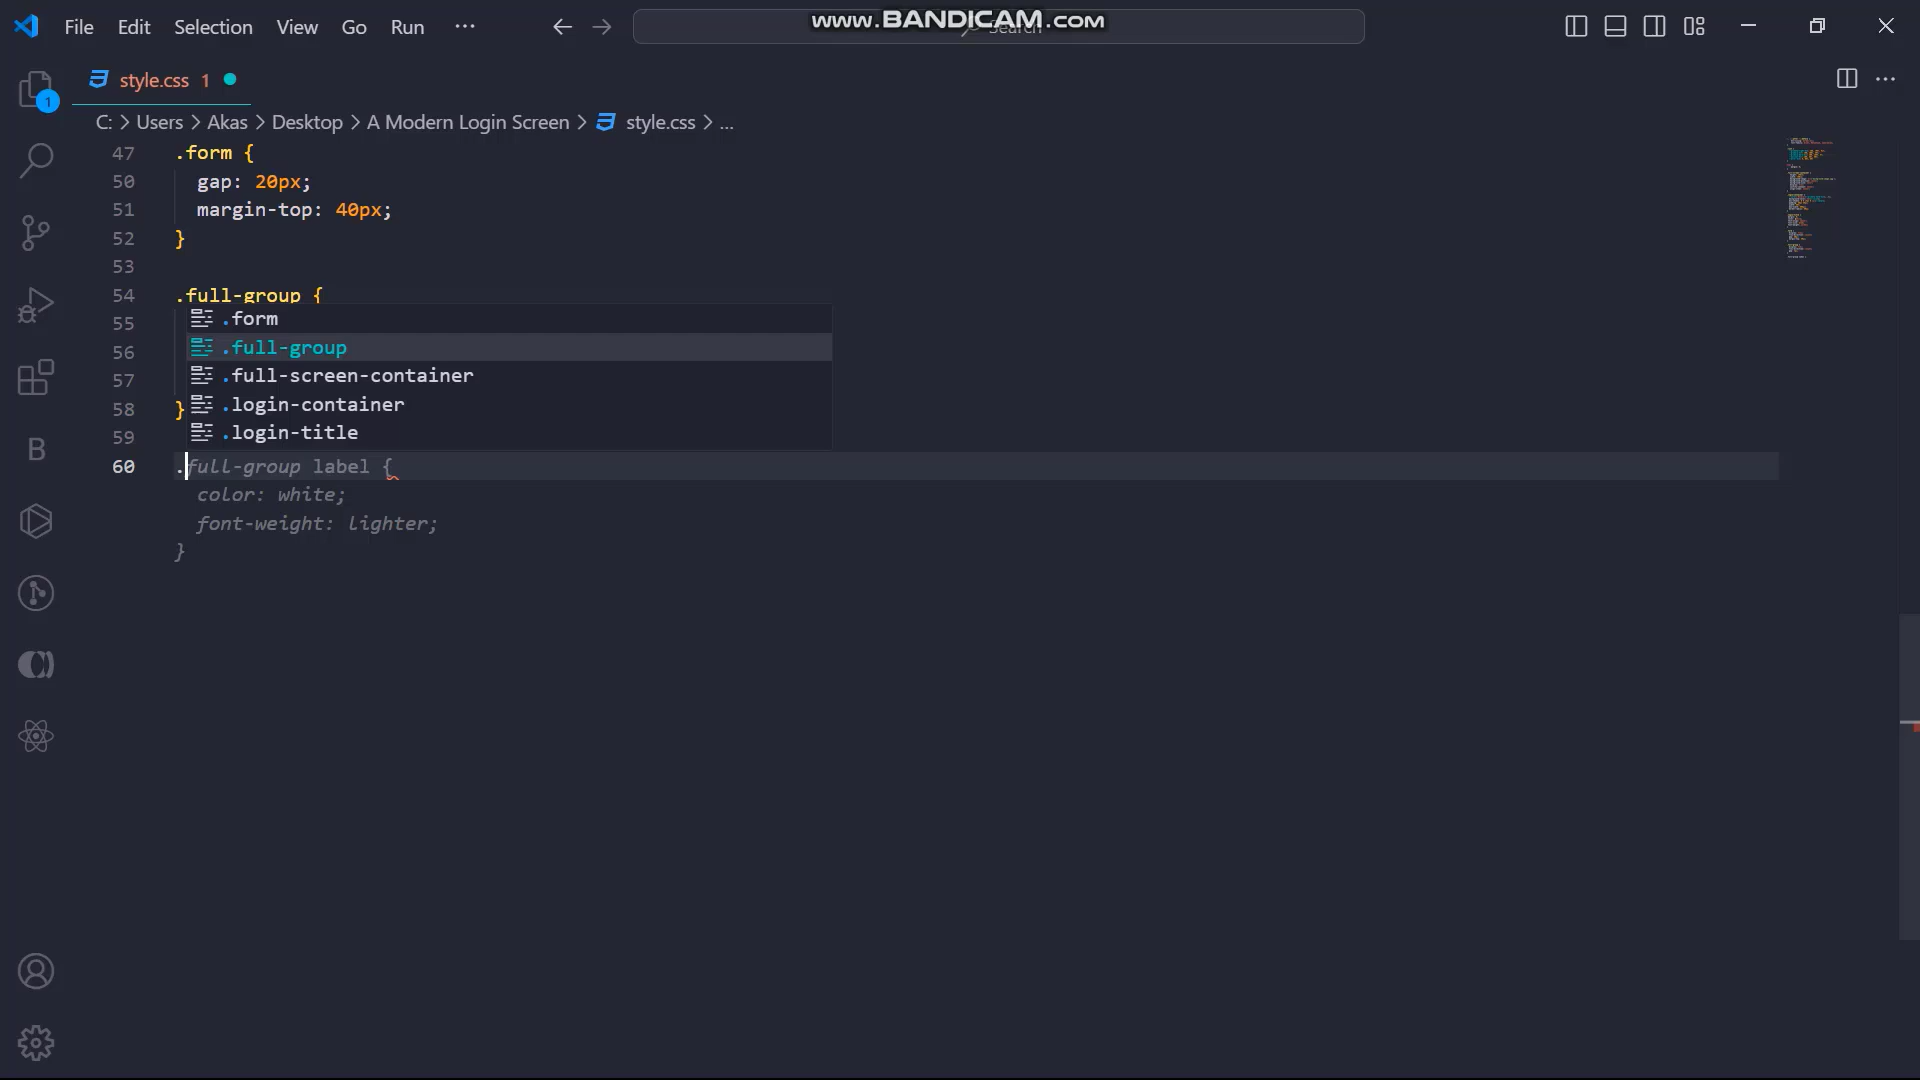 File Edit Selection View Go Run ···
www.BANDICAM.com
Search
1
style.css 1
C: > Users > Akas > Desktop > A Modern Login Screen > style.css > ...
47 .form {
50 gap: 20px;
51 margin-top: 40px;
52 }
53
54 .full-group {
55 .form
56 .full-group
57 .full-screen-container
58 } .login-container
59 .login-title
60 .full-group label {
color: white;
font-weight: lighter;
}
B